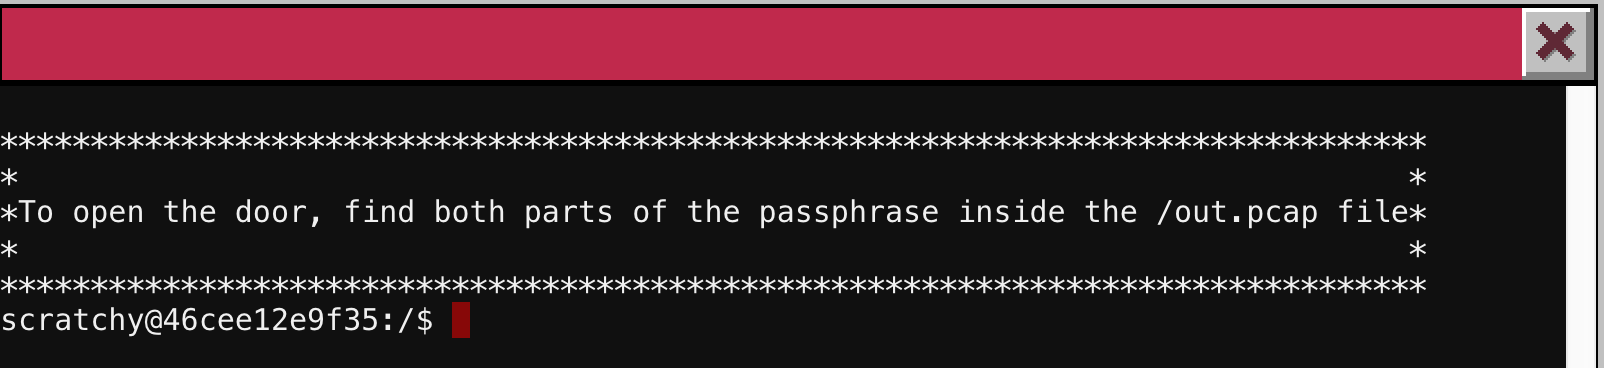 *******************************************************************************
*                                                                             *
*To open the door, find both parts of the passphrase inside the /out.pcap file*
*                                                                             *
*******************************************************************************
scratchy@46cee12e9f35:/$